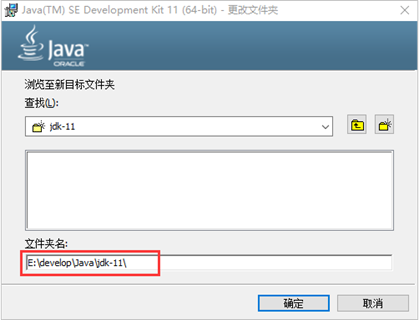 Java(TM) SE Development Kit 11 (64-bit) - 更改文件夹
Java
ORACLE
浏览至新目标文件夹
查找(L):
jdk-11
文件夹名:
E:\develop\Java\jdk-11\
确定
取消